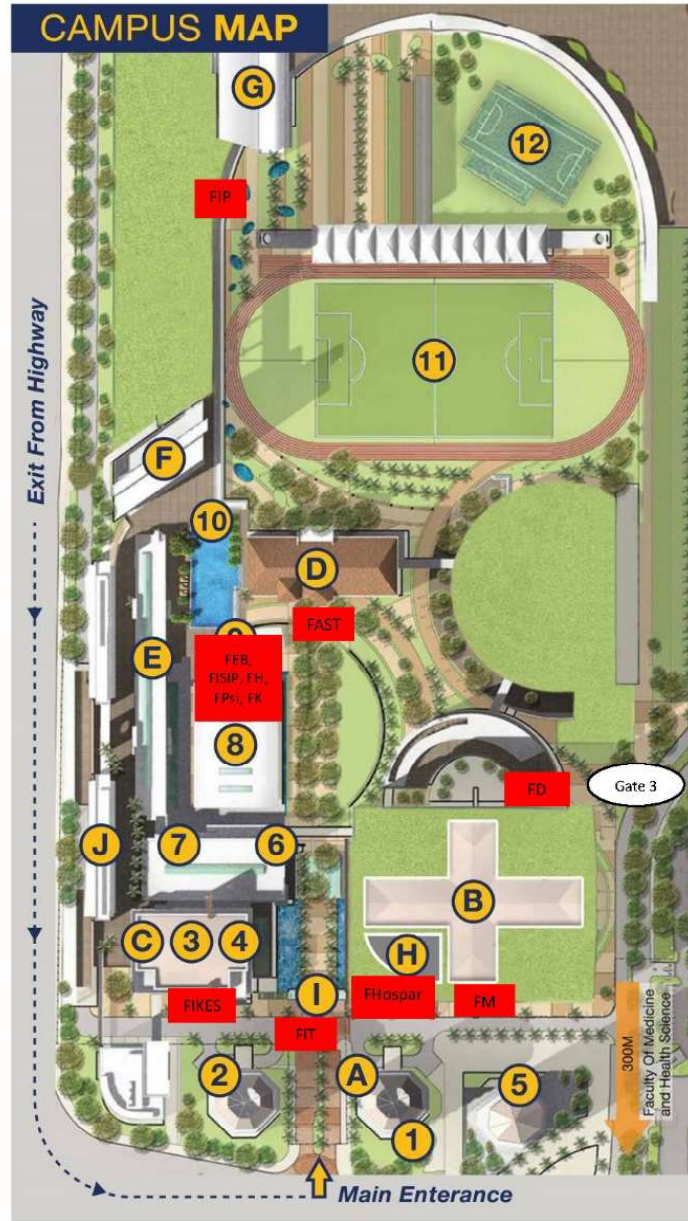 CAMPUS MAP
G
12
FIP
11
Exit From Highway
F
10
D
FAST
E
FEB,
FISIP, FH,
FPsi, FK
8
Gate 3
FD
J
7
6
B
C
3
4
H
I
FHospar
FM
FIKES
FIT
300M
Faculty Of Medicine
and Health Science
2
A
5
1
Main Enterance